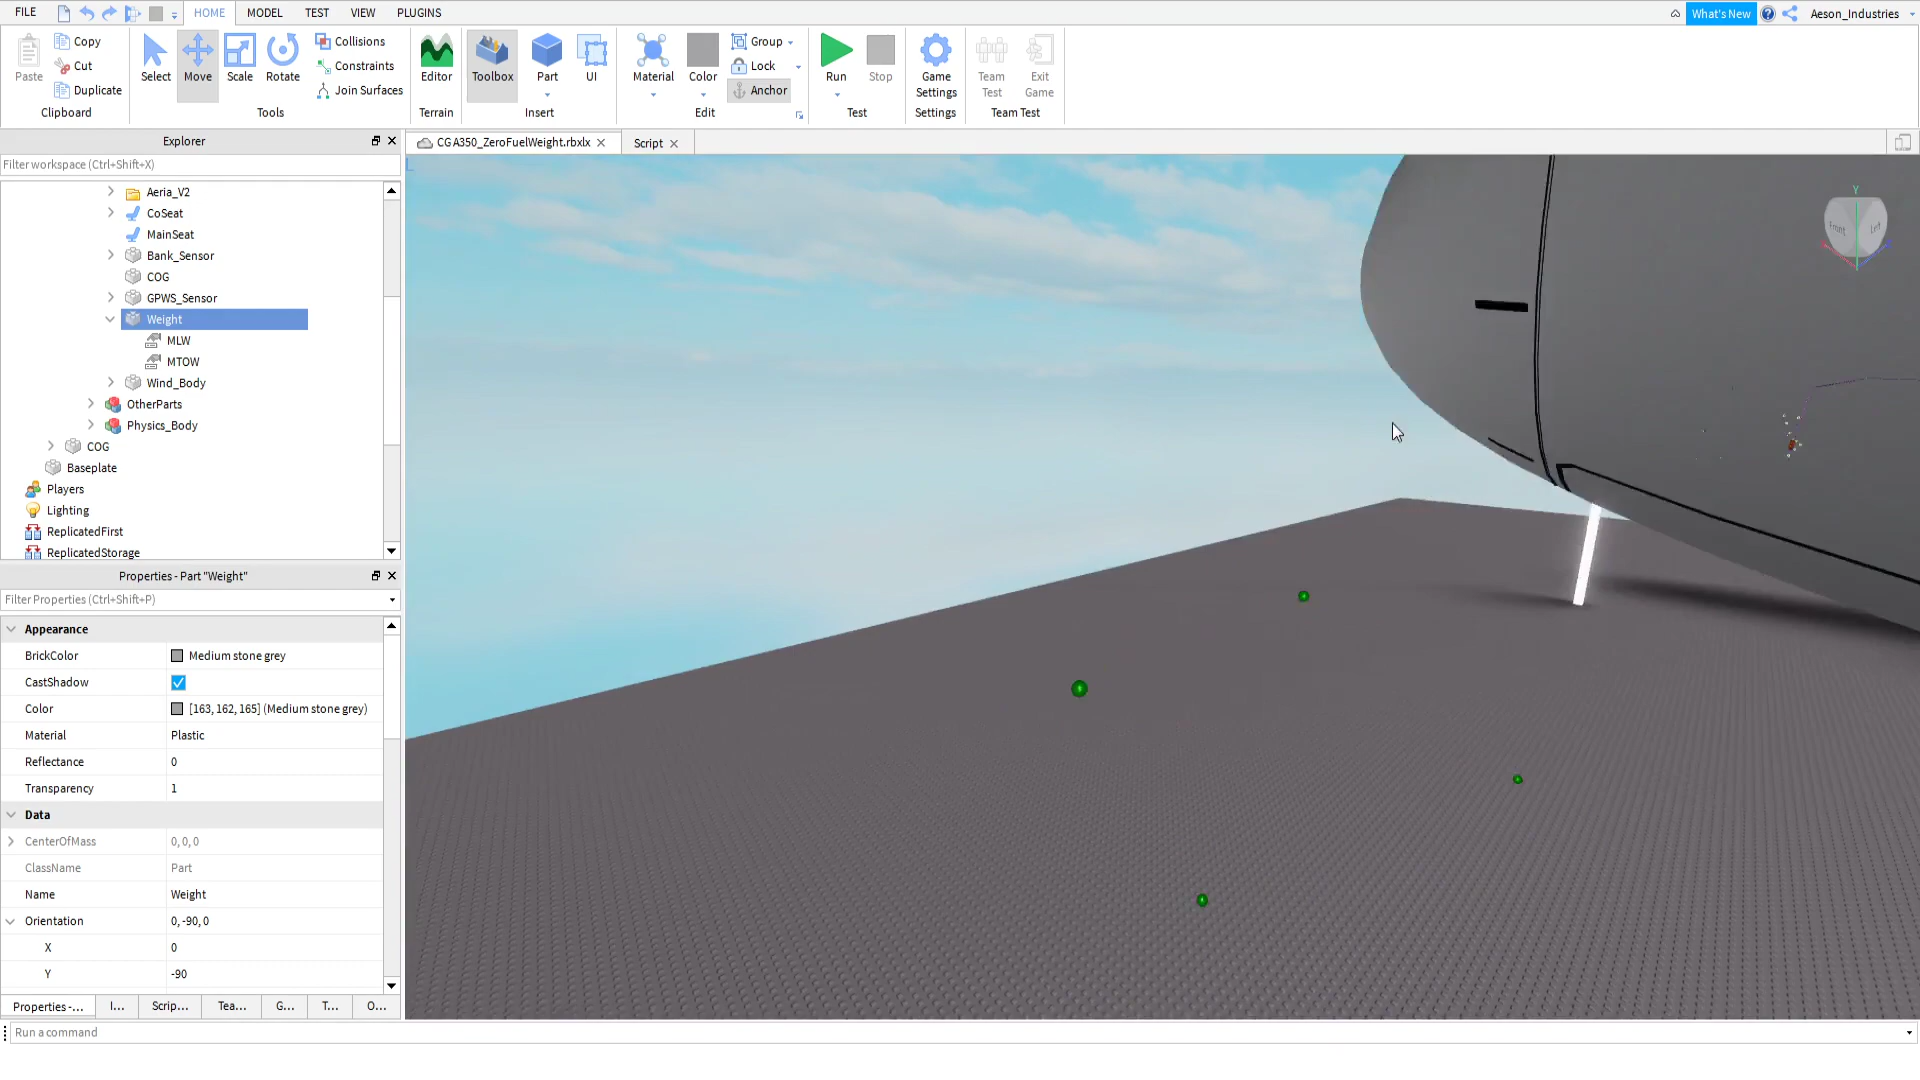 FILE
HOME
MODEL
TEST
VIEW
PLUGINS
What's New
Aeson_Industries
Paste
Copy
Cut
Duplicate
Clipboard
Select
Move
Scale
Rotate
Collisions
Constraints
Join Surfaces
Tools
Editor
Terrain
Toolbox
Part
UI
Insert
Material
Color
Group
Lock
Anchor
Edit
Run
Stop
Test
Game
Settings
Settings
Team
Test
Exit
Game
Team Test
Explorer
CG A350_ZeroFuelWeight.rbxlx
Script
Filter workspace (Ctrl+Shift+X)
Aeria_V2
CoSeat
MainSeat
Bank_Sensor
COG
GPWS_Sensor
Weight
MLW
MTOW
Wind_Body
OtherParts
Physics_Body
COG
Baseplate
Players
Lighting
ReplicatedFirst
ReplicatedStorage
Y
Front
Left
Properties - Part "Weight"
Filter Properties (Ctrl+Shift+P)
Appearance
BrickColor Medium stone grey
CastShadow
Color [163, 162, 165] (Medium stone grey)
Material Plastic
Reflectance 0
Transparency 1
Data
CenterOfMass 0, 0, 0
ClassName Part
Name Weight
Orientation 0, -90, 0
X 0
Y -90
Properties -...
I...
Scrip...
Tea...
G...
T...
O...
Run a command